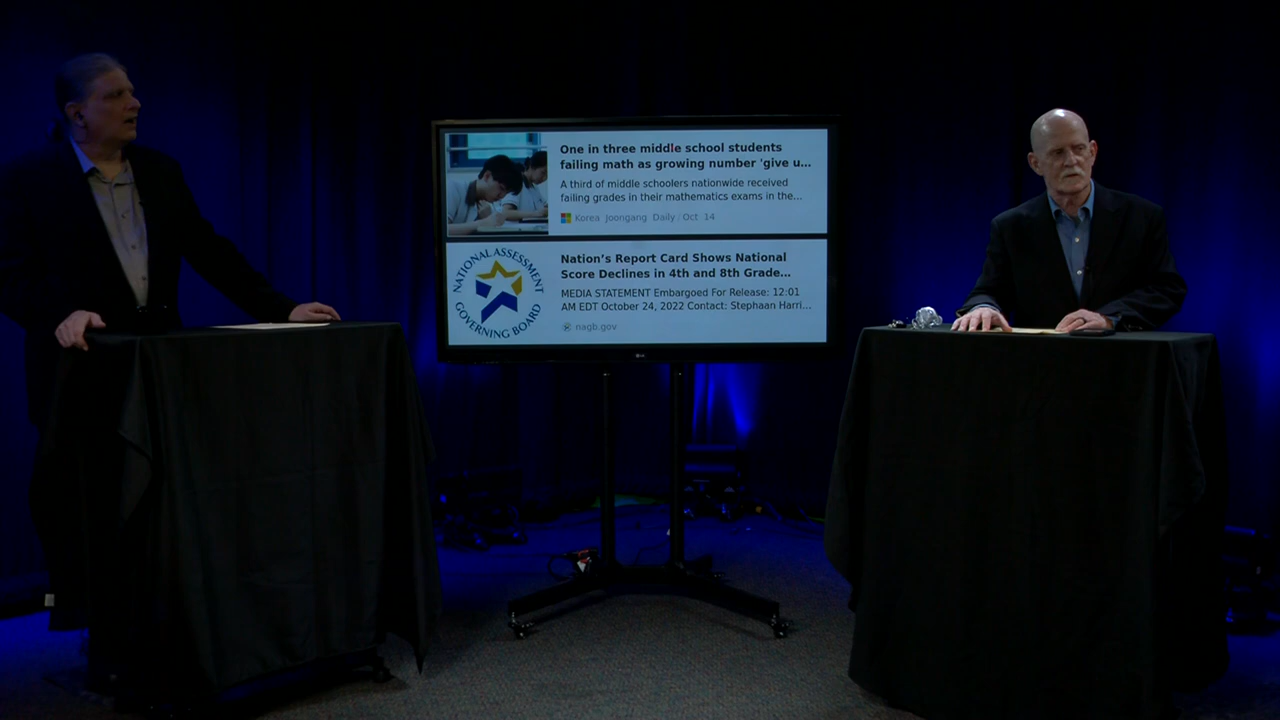 One in three middle school students
failing math as growing number 'give u...
A third of middle schoolers nationwide received
failing grades in their mathematics exams in the...
Korea Joongang Daily / Oct 14
NATIONAL ASSESSMENT
GOVERNING BOARD
Nation’s Report Card Shows National
Score Declines in 4th and 8th Grade...
MEDIA STATEMENT Embargoed For Release: 12:01
AM EDT October 24, 2022 Contact: Stephaan Harri...
nagb.gov
LG